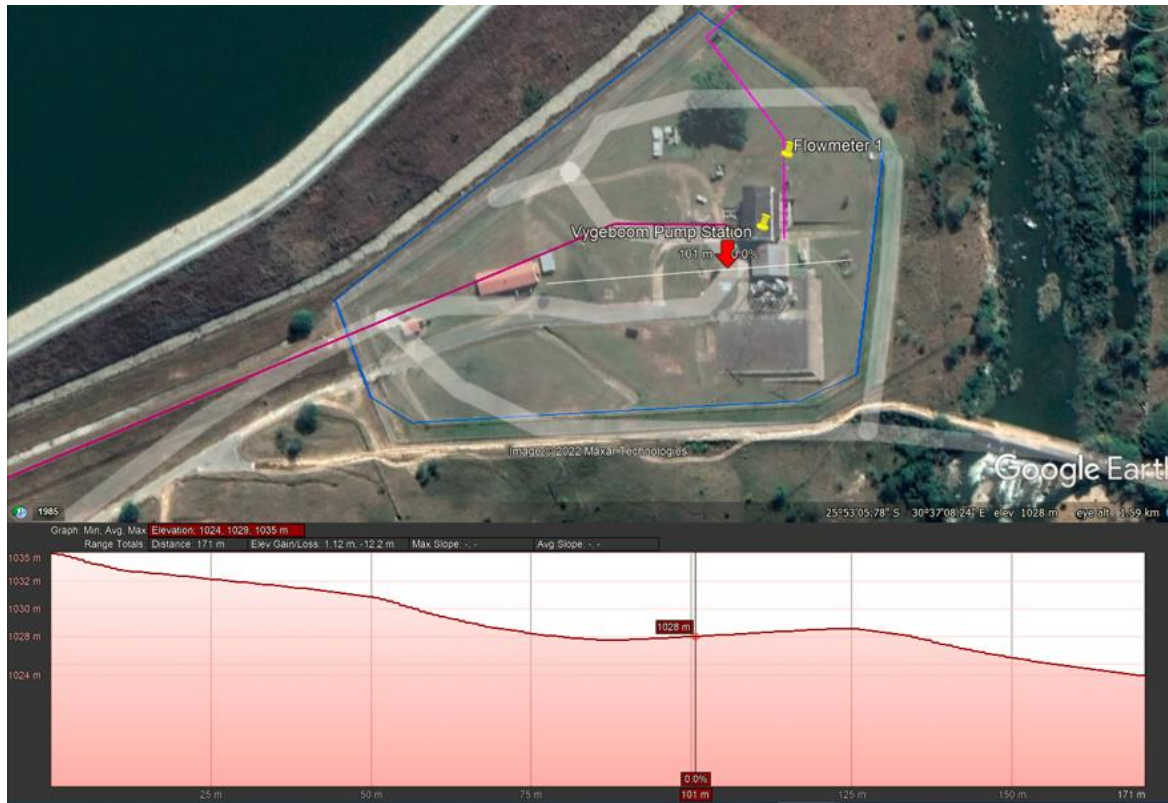 Flowmeter 1
Vygeboom Pump Station
101 m 0.0%
Image © 2022 Maxar Technologies
Google Earth
1985
25°53'05.78" S 30°37'08.24" E elev 1028 m eye alt 1.59 km
Graph: Min, Avg, Max Elevation: 1024, 1029, 1035 m
Range Totals: Distance: 171 m Elev Gain/Loss: 1.12 m, -12.2 m Max Slope: -, - Avg Slope: -, -
1035 m
1032 m
1030 m
1028 m
1028 m
1024 m
0.0%
25 m 50 m 75 m 101 m 125 m 150 m 171 m